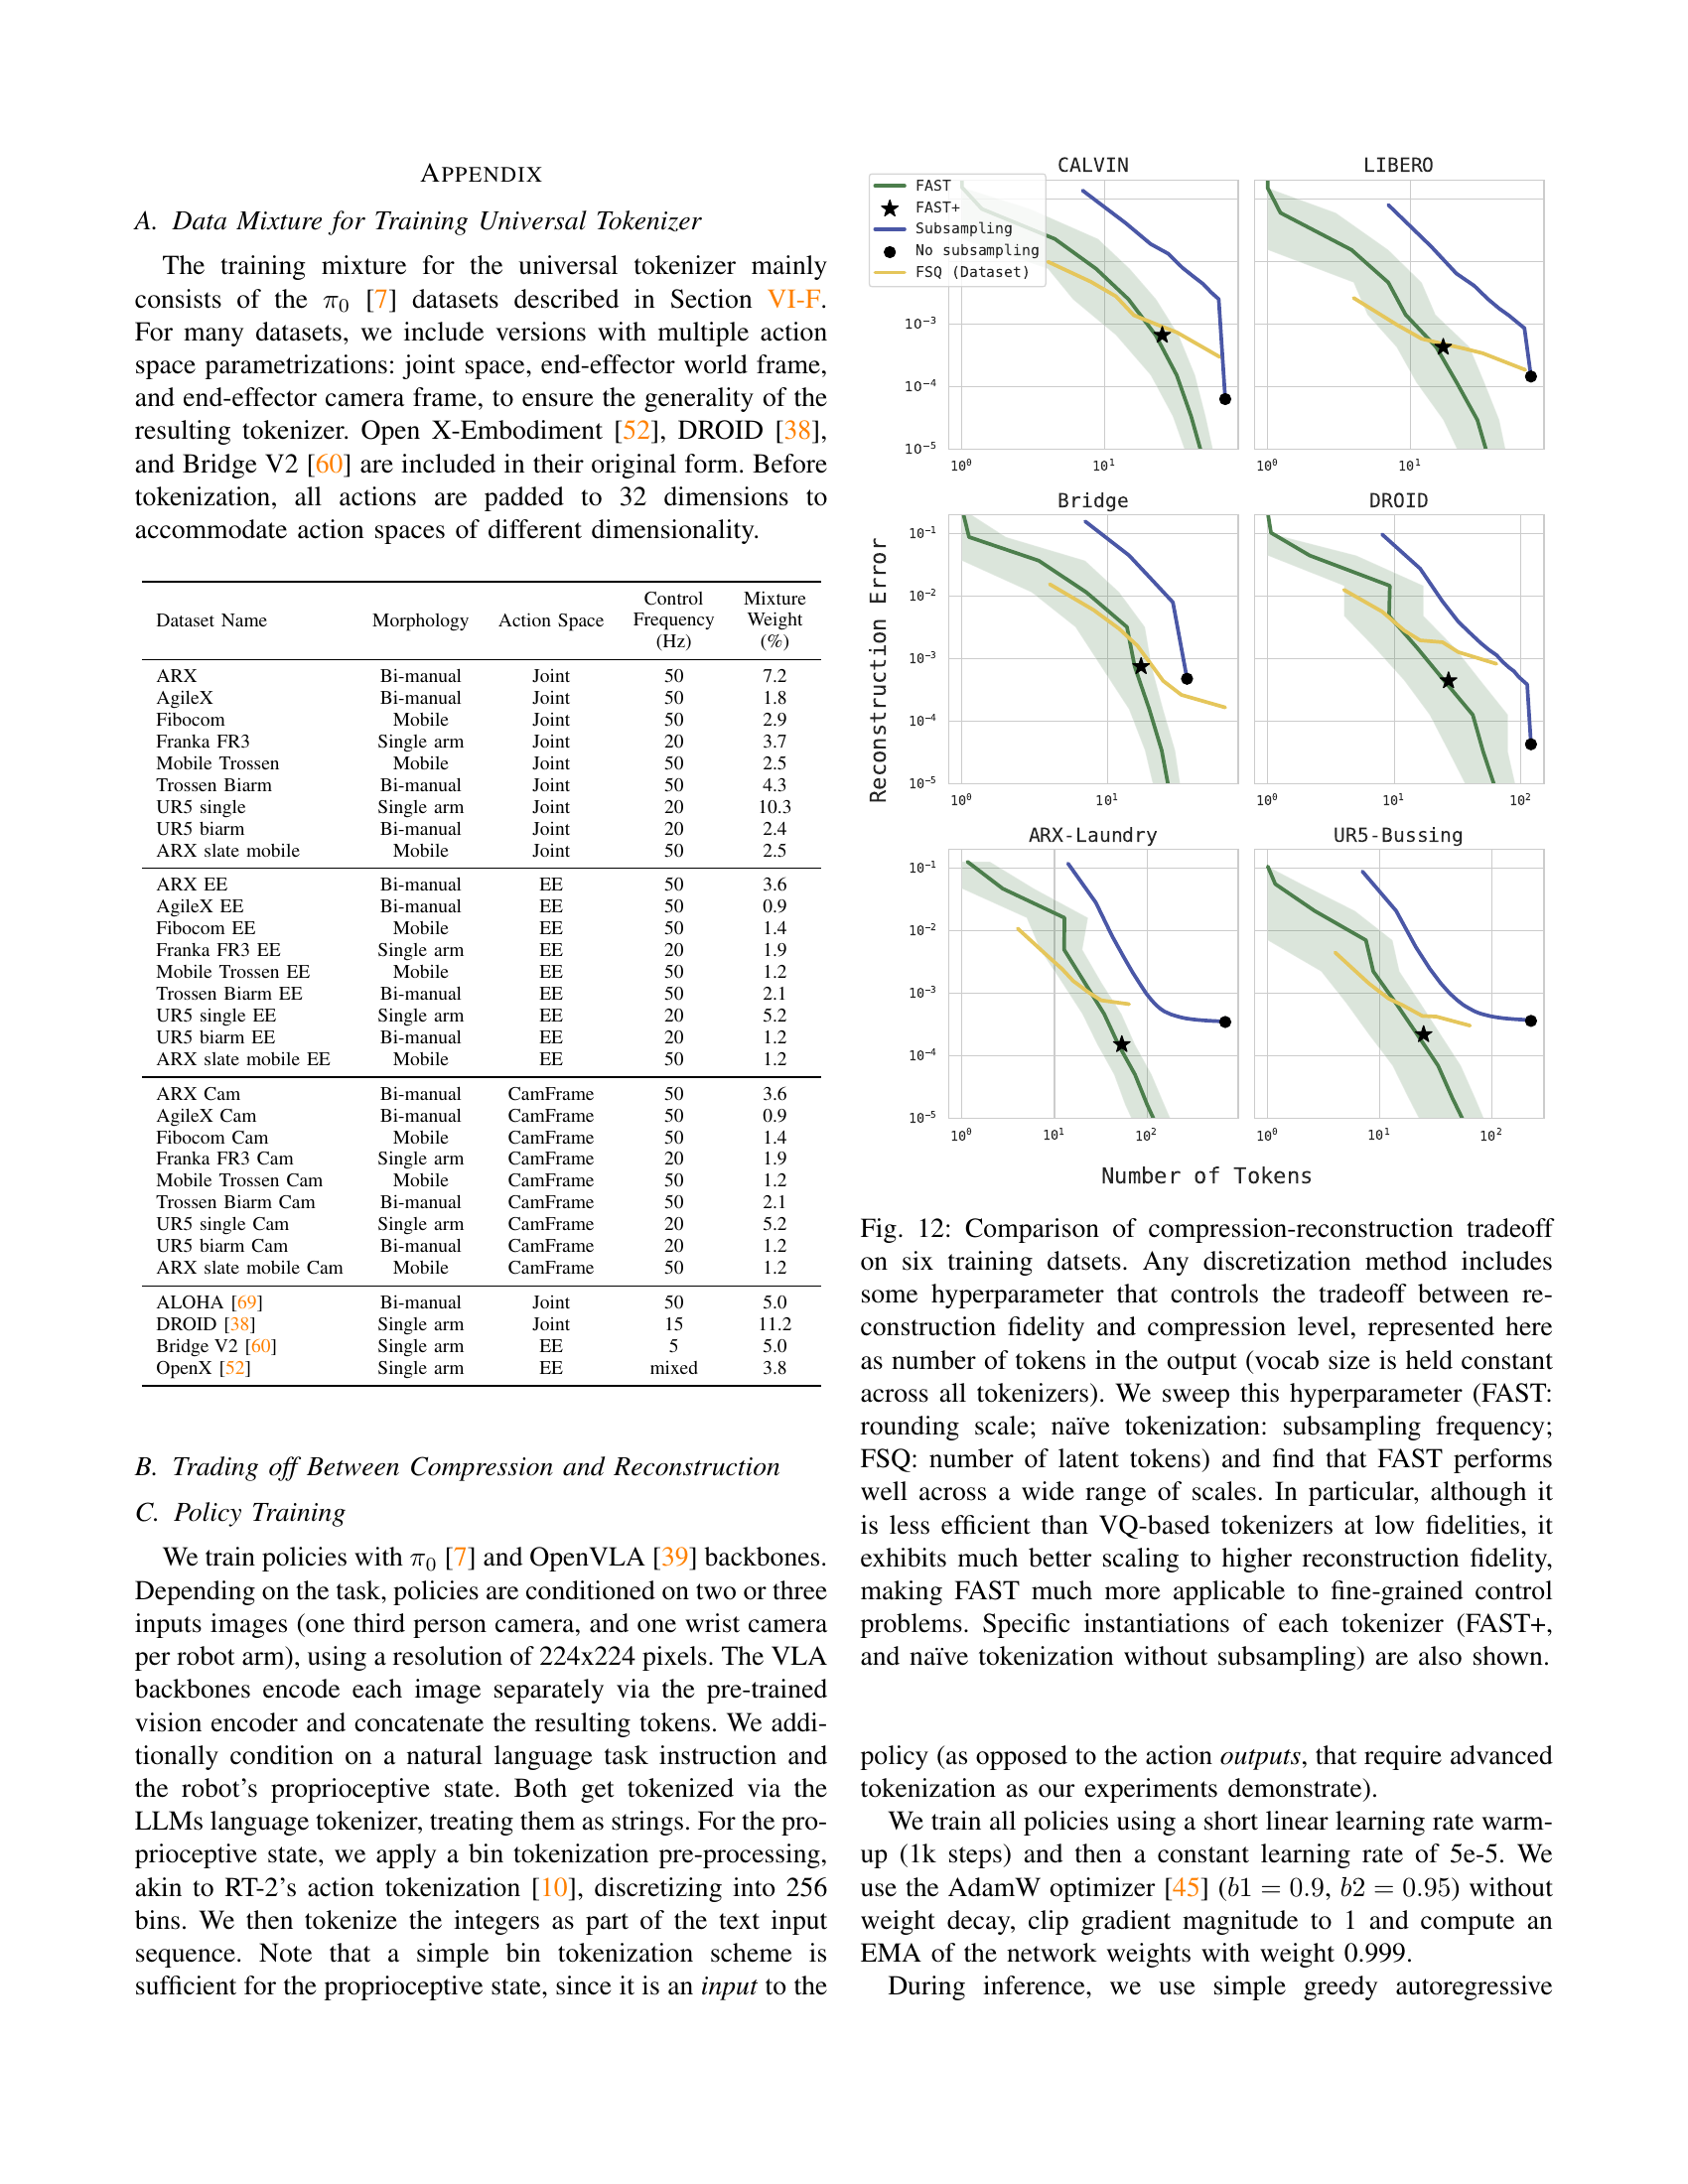 APPENDIX
A. Data Mixture for Training Universal Tokenizer
The training mixture for the universal tokenizer mainly
consists of the π0 [7] datasets described in Section VI-F.
For many datasets, we include versions with multiple action
space parametrizations: joint space, end-effector world frame,
and end-effector camera frame, to ensure the generality of the
resulting tokenizer. Open X-Embodiment [52], DROID [38],
and Bridge V2 [60] are included in their original form. Before
tokenization, all actions are padded to 32 dimensions to
accommodate action spaces of different dimensionality.
Dataset Name Morphology Action Space Control Frequency (Hz) Mixture Weight (%)
ARX Bi-manual Joint 50 7.2
AgileX Bi-manual Joint 50 1.8
Fibocom Mobile Joint 50 2.9
Franka FR3 Single arm Joint 20 3.7
Mobile Trossen Mobile Joint 50 2.5
Trossen Biarm Bi-manual Joint 50 4.3
UR5 single Single arm Joint 20 10.3
UR5 biarm Bi-manual Joint 20 2.4
ARX slate mobile Mobile Joint 50 2.5
ARX EE Bi-manual EE 50 3.6
AgileX EE Bi-manual EE 50 0.9
Fibocom EE Mobile EE 50 1.4
Franka FR3 EE Single arm EE 20 1.9
Mobile Trossen EE Mobile EE 50 1.2
Trossen Biarm EE Bi-manual EE 50 2.1
UR5 single EE Single arm EE 20 5.2
UR5 biarm EE Bi-manual EE 20 1.2
ARX slate mobile EE Mobile EE 50 1.2
ARX Cam Bi-manual CamFrame 50 3.6
AgileX Cam Bi-manual CamFrame 50 0.9
Fibocom Cam Mobile CamFrame 50 1.4
Franka FR3 Cam Single arm CamFrame 20 1.9
Mobile Trossen Cam Mobile CamFrame 50 1.2
Trossen Biarm Cam Bi-manual CamFrame 50 2.1
UR5 single Cam Single arm CamFrame 20 5.2
UR5 biarm Cam Bi-manual CamFrame 20 1.2
ARX slate mobile Cam Mobile CamFrame 50 1.2
ALOHA [69] Bi-manual Joint 50 5.0
DROID [38] Single arm Joint 15 11.2
Bridge V2 [60] Single arm EE 5 5.0
OpenX [52] Single arm EE mixed 3.8
B. Trading off Between Compression and Reconstruction
C. Policy Training
We train policies with π0 [7] and OpenVLA [39] backbones.
Depending on the task, policies are conditioned on two or three
inputs images (one third person camera, and one wrist camera
per robot arm), using a resolution of 224x224 pixels. The VLA
backbones encode each image separately via the pre-trained
vision encoder and concatenate the resulting tokens. We addi-
tionally condition on a natural language task instruction and
the robot's proprioceptive state. Both get tokenized via the
LLMs language tokenizer, treating them as strings. For the pro-
prioceptive state, we apply a bin tokenization pre-processing,
akin to RT-2's action tokenization [10], discretizing into 256
bins. We then tokenize the integers as part of the text input
sequence. Note that a simple bin tokenization scheme is
sufficient for the proprioceptive state, since it is an input to the
CALVIN LIBERO
FAST
FAST+
Subsampling
No subsampling
FSQ (Dataset)
10⁻³
10⁻⁴
10⁻⁵
10⁰ 10¹ 10⁰ 10¹
Bridge DROID
Reconstruction Error
10⁻¹
10⁻²
10⁻³
10⁻⁴
10⁻⁵
10⁰ 10¹ 10⁰ 10¹ 10²
ARX-Laundry UR5-Bussing
10⁻¹
10⁻²
10⁻³
10⁻⁴
10⁻⁵
10⁰ 10¹ 10² 10⁰ 10¹ 10²
Number of Tokens
Fig. 12: Comparison of compression-reconstruction tradeoff
on six training datsets. Any discretization method includes
some hyperparameter that controls the tradeoff between re-
construction fidelity and compression level, represented here
as number of tokens in the output (vocab size is held constant
across all tokenizers). We sweep this hyperparameter (FAST:
rounding scale; naïve tokenization: subsampling frequency;
FSQ: number of latent tokens) and find that FAST performs
well across a wide range of scales. In particular, although it
is less efficient than VQ-based tokenizers at low fidelities, it
exhibits much better scaling to higher reconstruction fidelity,
making FAST much more applicable to fine-grained control
problems. Specific instantiations of each tokenizer (FAST+,
and naïve tokenization without subsampling) are also shown.
policy (as opposed to the action outputs, that require advanced
tokenization as our experiments demonstrate).
We train all policies using a short linear learning rate warm-
up (1k steps) and then a constant learning rate of 5e-5. We
use the AdamW optimizer [45] (b1 = 0.9, b2 = 0.95) without
weight decay, clip gradient magnitude to 1 and compute an
EMA of the network weights with weight 0.999.
During inference, we use simple greedy autoregressive